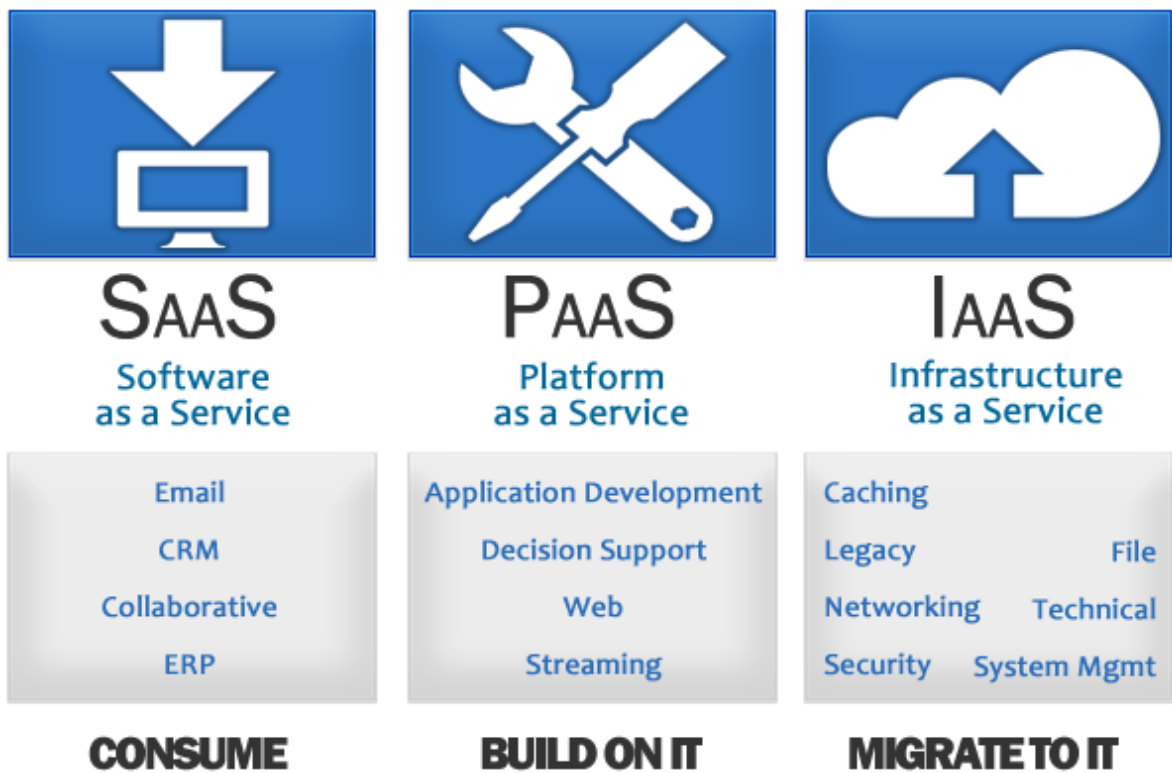 SaaS
Software
as a Service
Email
CRM
Collaborative
ERP
CONSUME
PaaS
Platform
as a Service
Application Development
Decision Support
Web
Streaming
BUILD ON IT
IaaS
Infrastructure
as a Service
Caching
Legacy File
Networking Technical
Security System Mgmt
MIGRATE TO IT